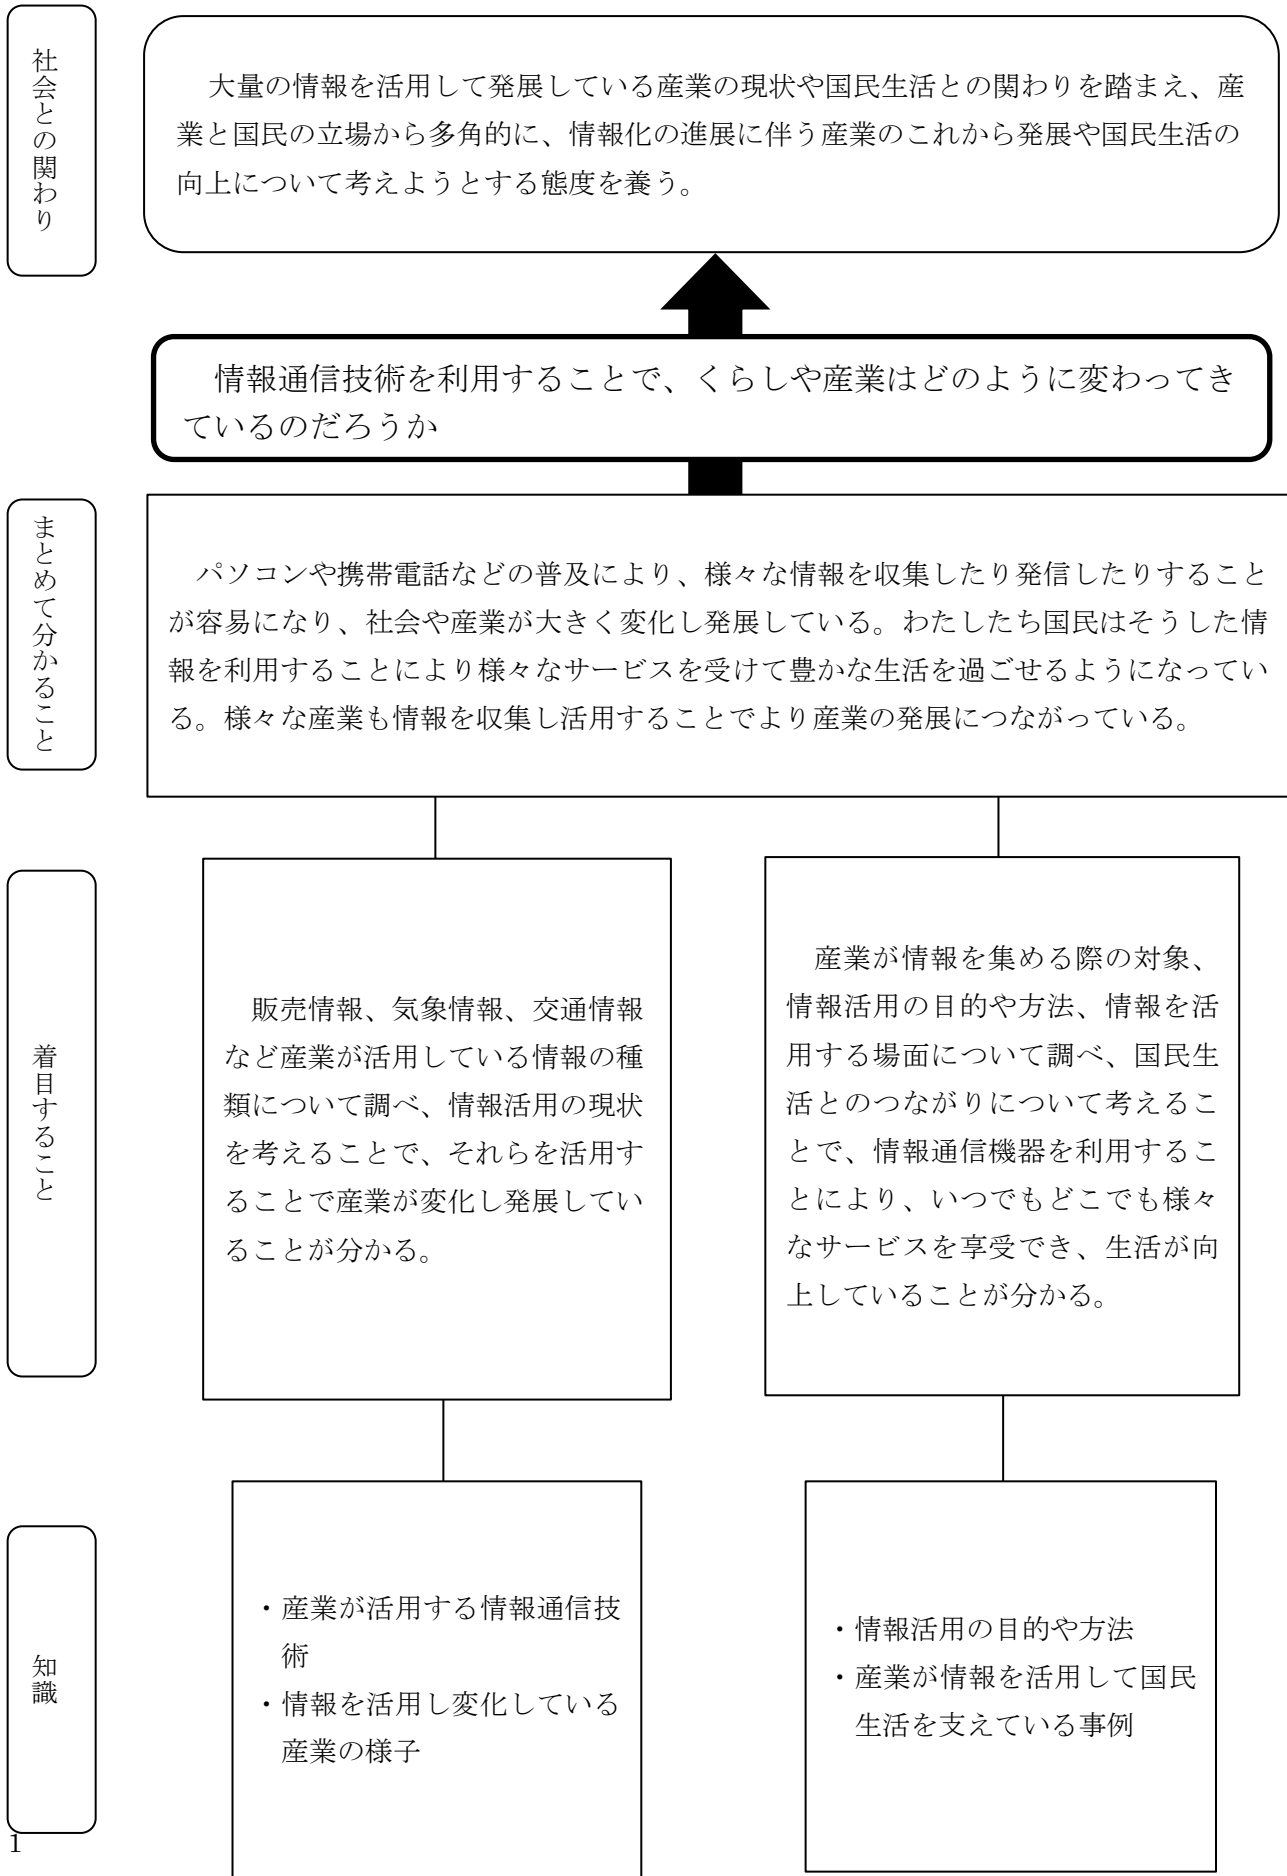 社会との関わり
大量の情報を活用して発展している産業の現状や国民生活との関わりを踏まえ、産
業と国民の立場から多角的に、情報化の進展に伴う産業のこれから発展や国民生活の
向上について考えようとする態度を養う。
情報通信技術を利用することで、くらしや産業はどのように変わってき
ているのだろうか
まとめて分かること
パソコンや携帯電話などの普及により、様々な情報を収集したり発信したりすること
が容易になり、社会や産業が大きく変化し発展している。わたしたち国民はそうした情
報を利用することにより様々なサービスを受けて豊かな生活を過ごせるようになってい
る。様々な産業も情報を収集し活用することでより産業の発展につながっている。
着目すること
販売情報、気象情報、交通情報
など産業が活用している情報の種
類について調べ、情報活用の現状
を考えることで、それらを活用す
ることで産業が変化し発展してい
ることが分かる。
産業が情報を集める際の対象、
情報活用の目的や方法、情報を活
用する場面について調べ、国民生
活とのつながりについて考えるこ
とで、情報通信機器を利用するこ
とにより、いつでもどこでも様々
なサービスを享受でき、生活が向
上していることが分かる。
知識
・産業が活用する情報通信技
術
・情報を活用し変化している
産業の様子
・情報活用の目的や方法
・産業が情報を活用して国民
生活を支えている事例
1